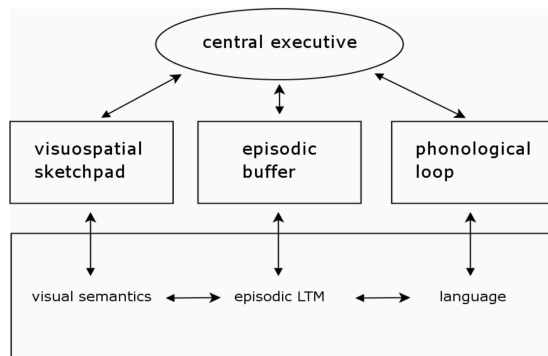 central executive
visuospatial
sketchpad
episodic
buffer
phonological
loop
visual semantics
episodic LTM
language